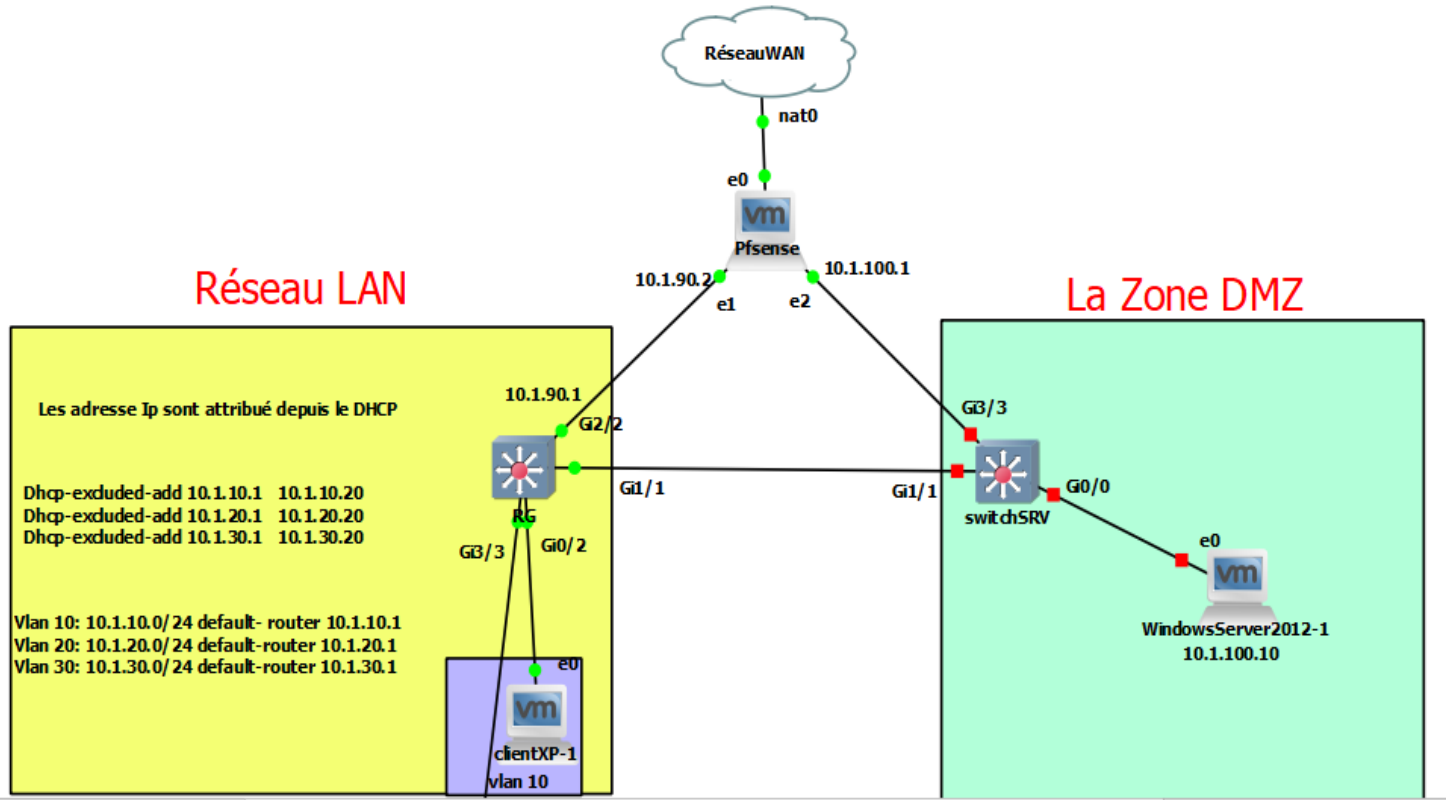 RéseauWAN
nat0
e0
vm
Pfsense
10.1.90.2
10.1.100.1
e1
e2
Réseau LAN
La Zone DMZ
Les adresse Ip sont attribué depuis le DHCP
10.1.90.1
Gi2/2
Gi3/3
Gi1/1
Gi1/1
Gi0/0
RG
switchSRV
Dhcp-excluded-add 10.1.10.1 10.1.10.20
Dhcp-excluded-add 10.1.20.1 10.1.20.20
Dhcp-excluded-add 10.1.30.1 10.1.30.20
Gi3/3
Gi0/2
e0
vm
WindowsServer2012-1
10.1.100.10
Vlan 10: 10.1.10.0/24 default- router 10.1.10.1
Vlan 20: 10.1.20.0/24 default-router 10.1.20.1
Vlan 30: 10.1.30.0/24 default-router 10.1.30.1
e0
vm
clientXP-1
vlan 10